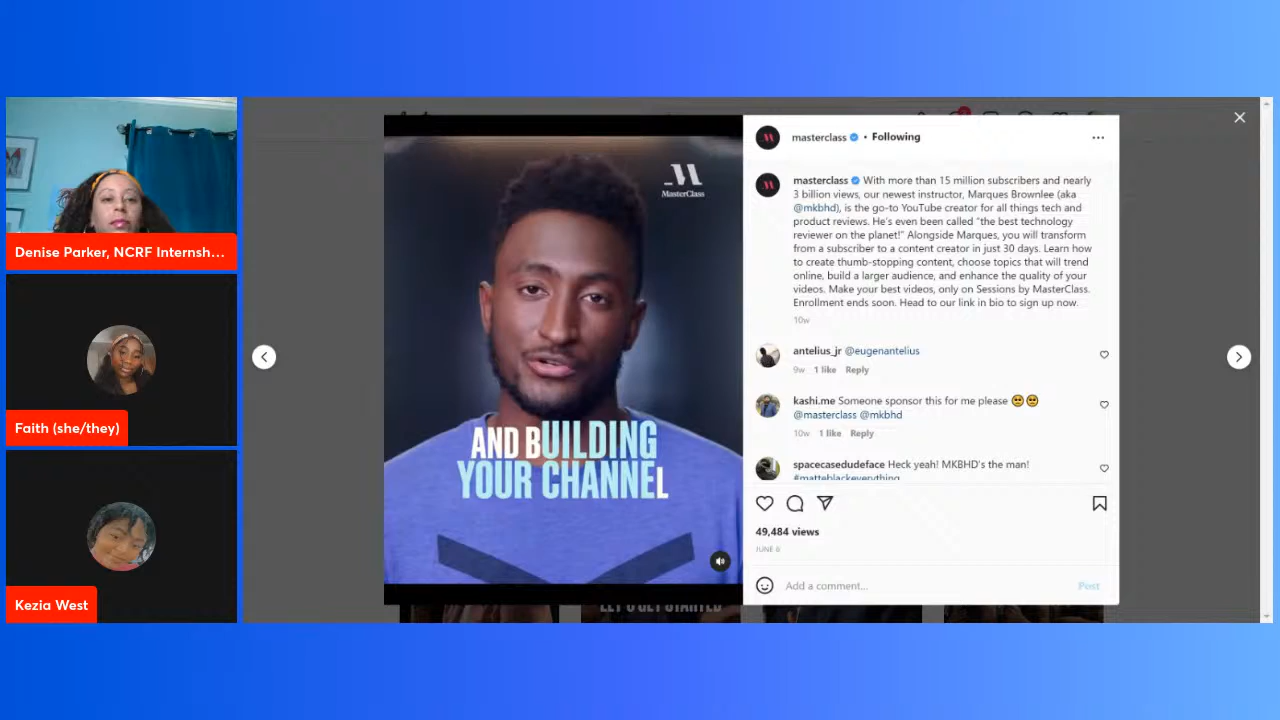 Denise Parker, NCRF Internsh...
Faith (she/they)
Kezia West
MasterClass
AND BUILDING
YOUR CHANNEL
masterclass • Following
masterclass With more than 15 million subscribers and nearly
3 billion views, our newest instructor, Marques Brownlee (aka
@mkbhd), is the go-to YouTube creator for all things tech and
product reviews. He's even been called "the best technology
reviewer on the planet!" Alongside Marques, you will transform
from a subscriber to a content creator in just 30 days. Learn how
to create thumb-stopping content, choose topics that will trend
online, build a larger audience, and enhance the quality of your
videos. Make your best videos, only on Sessions by MasterClass.
Enrollment ends soon. Head to our link in bio to sign up now.
10w
antelius_jr @eugenantelius
9w 1 like Reply
kashi.me Someone sponsor this for me please 🥺🥺
@masterclass @mkbhd
10w 1 like Reply
spacecasedudeface Heck yeah! MKBHD's the man!
#matteblackeverything
49,484 views
JUNE 6
Add a comment...
Post
LET'S GET STARTED